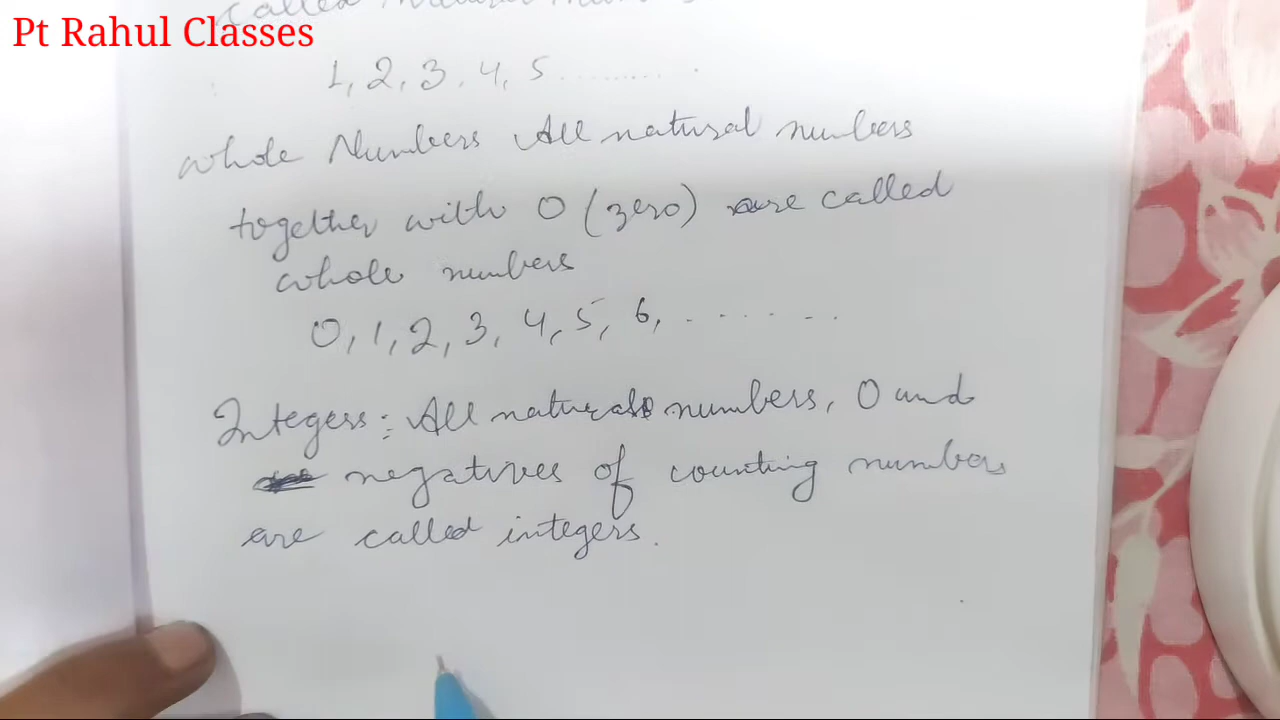 Pt Rahul Classes
called
1, 2, 3, 4, 5 ..........
whole Numbers All natural numbers
together with 0 (zero) are called
whole numbers
0, 1, 2, 3, 4, 5, 6, .......
Integers: All natural numbers, 0 and
negatives of counting numbers
are called integers.